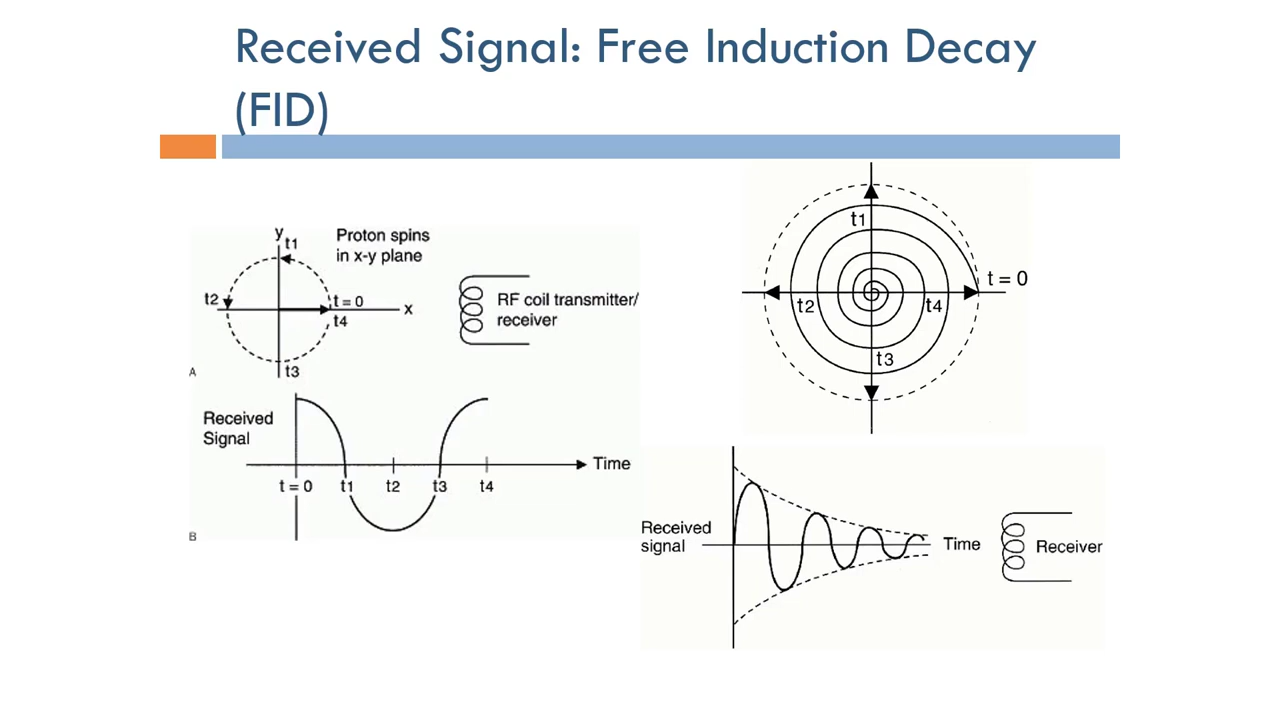 Received Signal: Free Induction Decay
(FID)
y
t1
Proton spins
in x-y plane
t2
t = 0
x
t4
t3
A
RF coil transmitter/
receiver
Received
Signal
Time
t = 0
t1
t2
t3
t4
B
t1
t = 0
t2
t4
t3
Received
signal
Time
Receiver